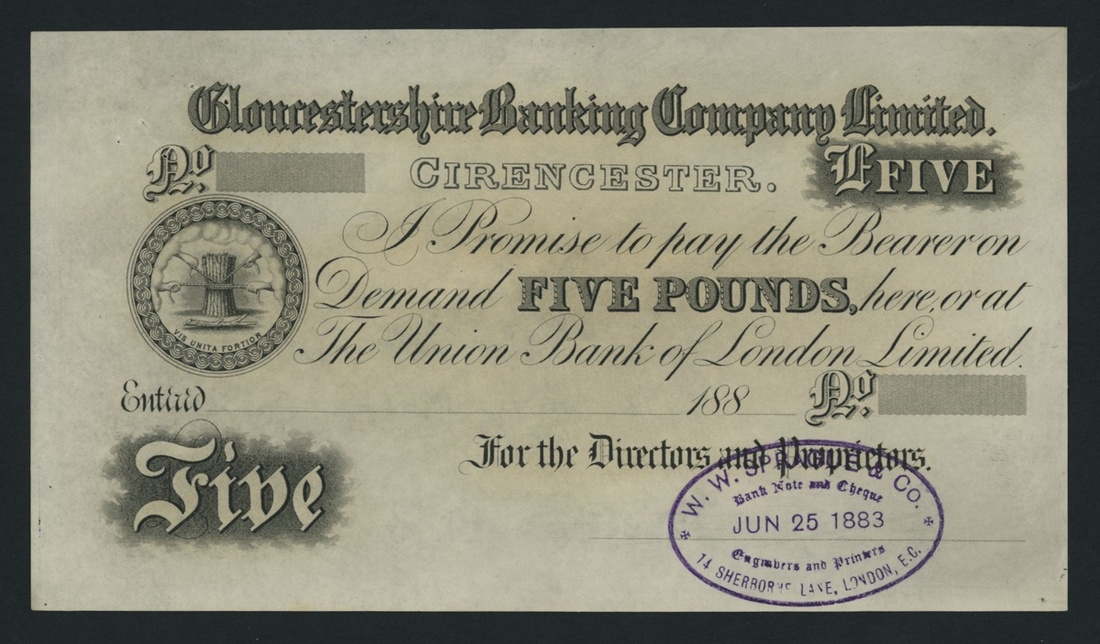 Gloucestershire Banking Company Limited.
No.
CIRENCESTER.
£FIVE
I Promise to pay the Bearer on
Demand FIVE POUNDS, here, or at
The Union Bank of London Limited.
VIS UNITA FORTIOR
Entered 188 No.
Five
For the Directors and Proprietors.
W. W. SPRAGUE & CO.
Bank Note and Cheque
JUN 25 1883
Engravers and Printers
14 SHERBORNE LANE, LONDON, E.C.